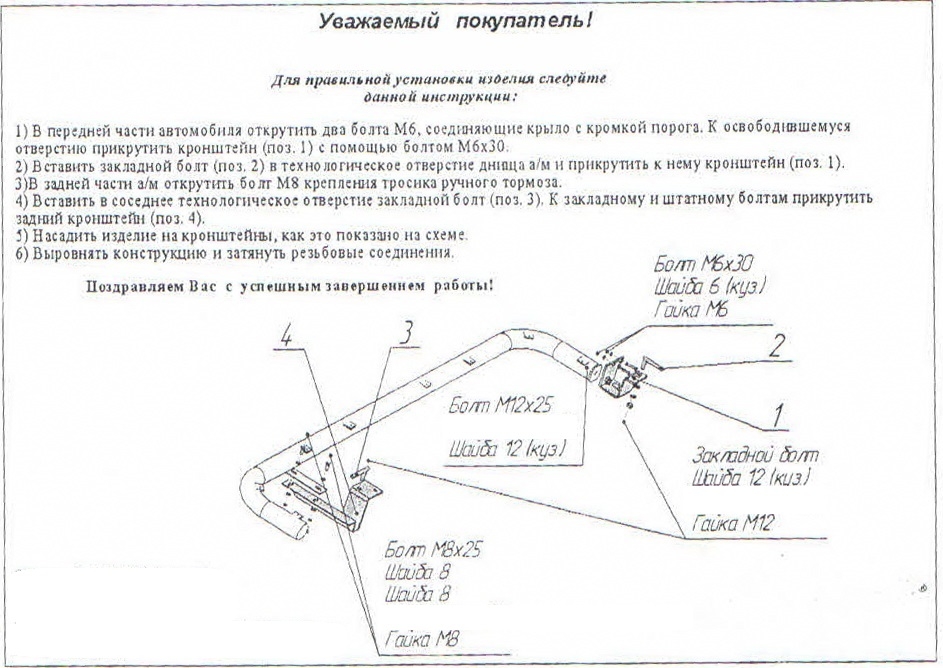 Уважаемый покупатель!
Для правильной установки изделия следуйте
данной инструкции:
1) В передней части автомобиля открутить два болта М6, соединяющие крыло с кромкой порога. К освободившемуся
отверстию прикрутить кронштейн (поз. 1) с помощью болтом М6х30.
2) Вставить закладной болт (поз. 2) в технологическое отверстие днища а/м и прикрутить к нему кронштейн (поз. 1).
3)В задней части а/м открутить болт М8 крепления тросика ручного тормоза.
4) Вставить в соседнее технологическое отверстие закладной болт (поз. 3). К закладному и штатному болтам прикрутить
задний кронштейн (поз. 4).
5) Насадить изделие на кронштейны, как это показано на схеме.
6) Выровнять конструкцию и затянуть резьбовые соединения.
Поздравляем Вас с успешным завершением работы!
Болт М6х30
Шайба 6 (куз.)
Гайка М6
4
3
2
1
Болт М12х25
Шайба 12 (куз.)
Закладной болт
Шайба 12 (куз.)
Гайка М12
Болт М8х25
Шайба 8
Шайба 8
Гайка М8